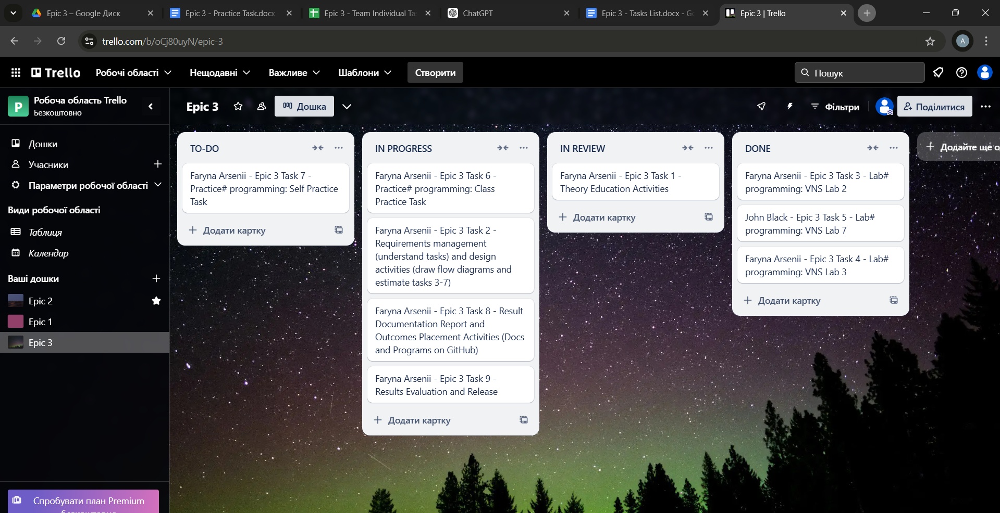 Epic 3 – Google Диск
Epic 3 - Practice Task.docx
Epic 3 - Team Individual Ta
ChatGPT
Epic 3 - Tasks List.docx - Go
Epic 3 | Trello
trello.com/b/oCj80uyN/epic-3
A
Trello
Робочі області
Нещодавні
Важливе
Шаблони
Створити
Пошук
P
Робоча область Trello
Безкоштовно
Дошки
Учасники
Параметри робочої області
Види робочої області
Таблиця
Календар
Ваші дошки
Epic 2
Epic 1
Epic 3
Спробувати план Premium
Epic 3
Дошка
Фільтри
Поділитися
TO-DO
Faryna Arsenii - Epic 3 Task 7 -
Practice# programming: Self Practice
Task
Додати картку
IN PROGRESS
Faryna Arsenii - Epic 3 Task 6 -
Practice# programming: Class
Practice Task
Faryna Arsenii - Epic 3 Task 2 -
Requirements management
(understand tasks) and design
activities (draw flow diagrams and
estimate tasks 3-7)
Faryna Arsenii - Epic 3 Task 8 - Result
Documentation Report and
Outcomes Placement Activities (Docs
and Programs on GitHub)
Faryna Arsenii - Epic 3 Task 9 -
Results Evaluation and Release
Додати картку
IN REVIEW
Faryna Arsenii - Epic 3 Task 1 -
Theory Education Activities
Додати картку
DONE
Faryna Arsenii - Epic 3 Task 3 - Lab#
programming: VNS Lab 2
John Black - Epic 3 Task 5 - Lab#
programming: VNS Lab 7
Faryna Arsenii - Epic 3 Task 4 - Lab#
programming: VNS Lab 3
Додати картку
Додайте ще о